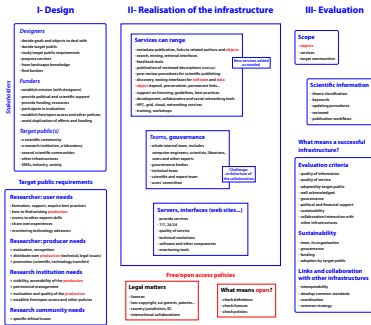 I- Design
Designers
- decide goals and objects to deal with
- decide target public
- study target public requirements
- prepare services
- know landscape knowledge
- find funders
Funders
- establish mission (with designers)
- provide political and scientific support
- provide funding, resources
- participate in evaluation
- establish free/open access and other policies
- avoid duplication of efforts and funding
Target public(s)
- a scientific community
- a research institution, a laboratory
- several scientific communities
- other infrastructures
- SMEs, industry, society
Stakeholders
Target public requirements
Researcher: user needs
- formation, support, acquire best practices
- how-to find existing production
- access to other experts skills
- share own experiences
- monitoring technology advances
Researcher: producer needs
- evaluation, recognition
- distribute own production (technical, legal issues)
- promotion (scientific, technology transfert)
Research institution needs
- visibility, accessibility of the production
- patrimonial management
- evaluation and quality of the production
- establish free/open access and other policies
Research community needs
- specific ethical issues
II- Realisation of the infrastructure
Services can range
- metadata publication, links to related authors and objects
- search, mining, retrieval interfaces
- feedback tools
- publication of reviewed descriptions
- peer review procedures for scientific publishing
- discovery, testing interfaces for software and data
- object deposit, preservation, permanent links...
- support on licensing, guidelines, best practices
- development, collaboration and social networking tools
- HPC, grid, cloud, networking services
- training, workshops
New services added as needed
Teams, gouvernance
- whole internal team, includes
computer engineers, scientists, librarians,
users and other experts
- governance bodies
- technical team
- scientific and expert team
- users' committee
Challenge:
architecture of
the collaboration
Servers, interfaces (web sites...)
- provide services
- 7/7, 24/24
- quality of service
- technical evolutions
- software and other components
- monitoring tools
Free/open access policies
Legal matters
- licences
- law: copyright, sui generis, patents...
- country jurisdiction, EC
- international collaborations
What means open?
- check definitions
- check licences
- check policies
III- Evaluation
Scope
- objects
- services
- target communities
Scientific information
- theme classification
- keywords
- updating procedures
- reviewed
- publication workflows
What means a successful
infrastructure?
Evaluation criteria
- quality of information
- quality of service
- adopted by target public
- well acknowledged
- governance
- political and financial support
- sustainability
- collaboration/interaction with
other infrastructures
Sustainability
- team, its organization
- governance
- funding
- adoption by target public
Links and collaboration
with other infrastructures
- interoperability
- develop common standards
- coordination
- common strategy